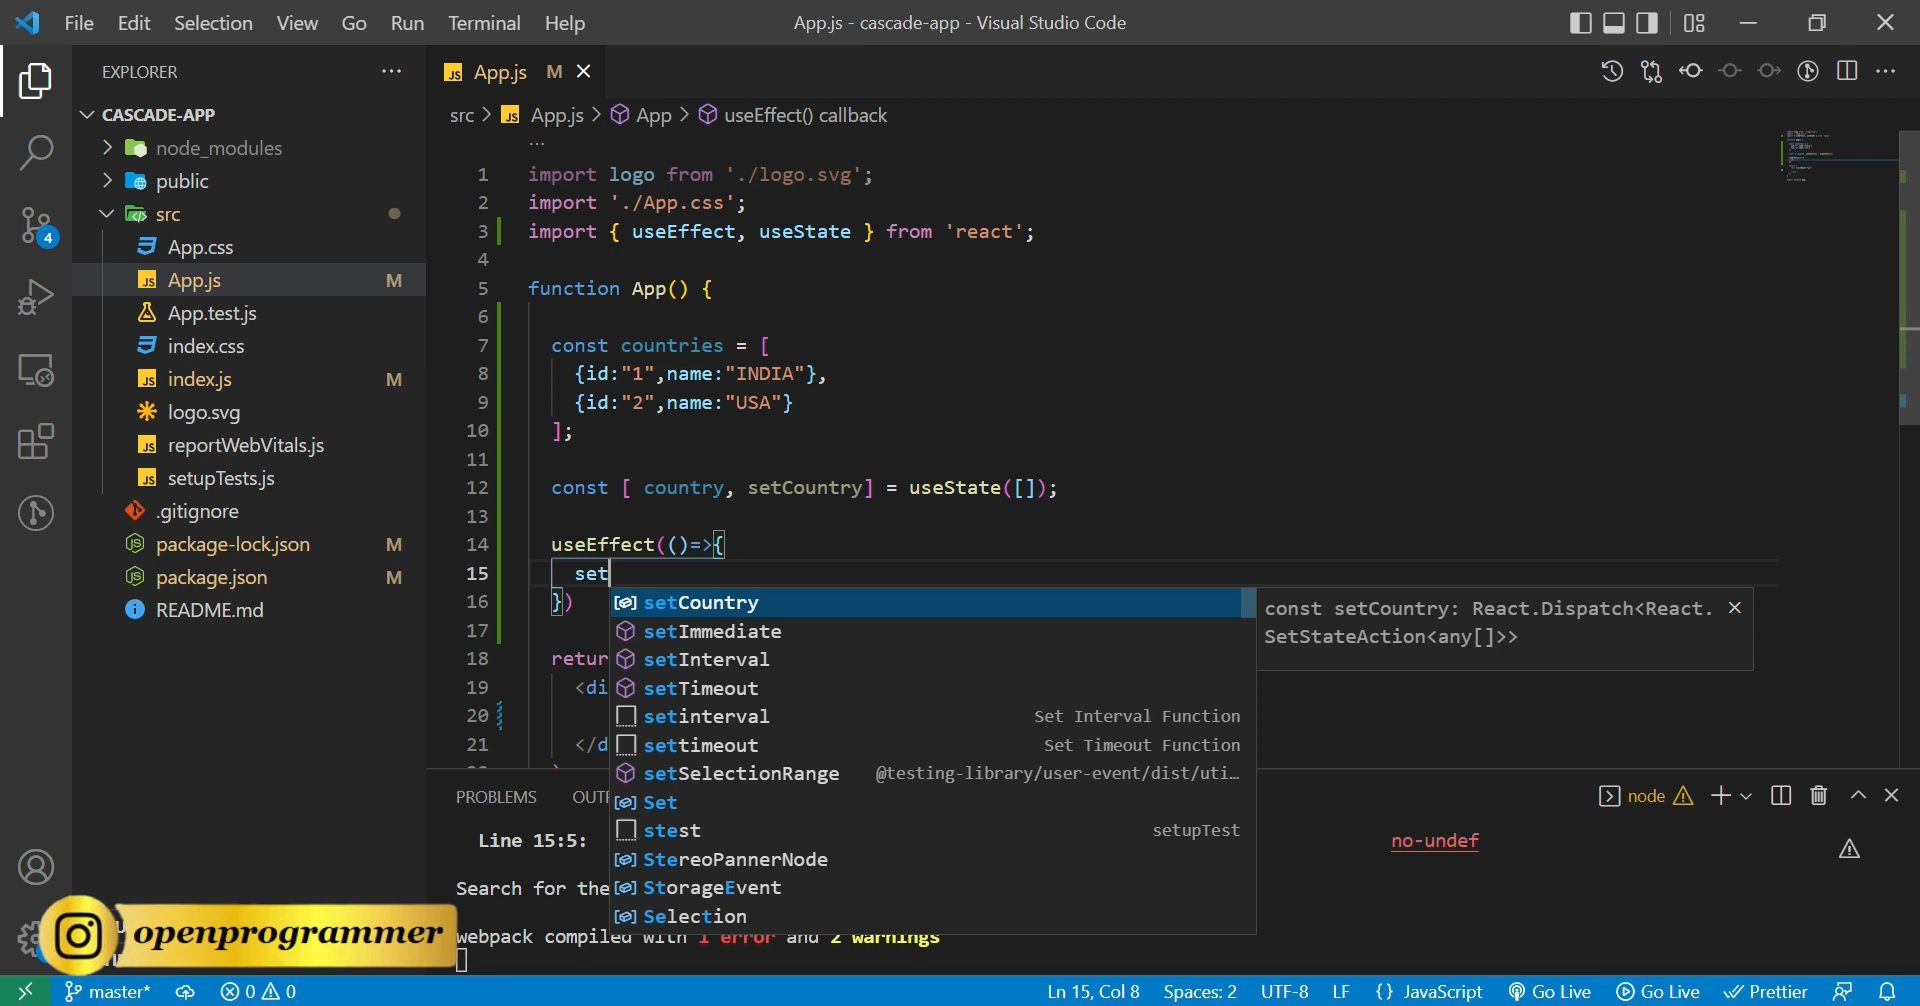 File Edit Selection View Go Run Terminal Help App.js - cascade-app - Visual Studio Code
EXPLORER
CASCADE-APP
node_modules
public
src
App.css
App.js M
App.test.js
index.css
index.js M
logo.svg
reportWebVitals.js
setupTests.js
.gitignore
package-lock.json M
package.json M
README.md
4
JS App.js M
src > JS App.js > App > useEffect() callback
...
1 import logo from './logo.svg';
2 import './App.css';
3 import { useEffect, useState } from 'react';
4
5 function App() {
6
7 const countries = [
8 {id:"1",name:"INDIA"},
9 {id:"2",name:"USA"}
10 ];
11
12 const [ country, setCountry] = useState([]);
13
14 useEffect(()=>{
15 set
16 })
17
18 retur
19 <di
20
21 </d
setCountry
setImmediate
setInterval
setTimeout
setinterval Set Interval Function
settimeout Set Timeout Function
setSelectionRange @testing-library/user-event/dist/uti...
Set
stest setupTest
StereoPannerNode
StorageEvent
Selection
const setCountry: React.Dispatch<React.
SetStateAction<any[]>>
PROBLEMS OUTP node
Line 15:5: no-undef
Search for the
webpack compiled with 1 error and 2 warnings
openprogrammer
master* 0 0 Ln 15, Col 8 Spaces: 2 UTF-8 LF {} JavaScript Go Live Go Live Prettier